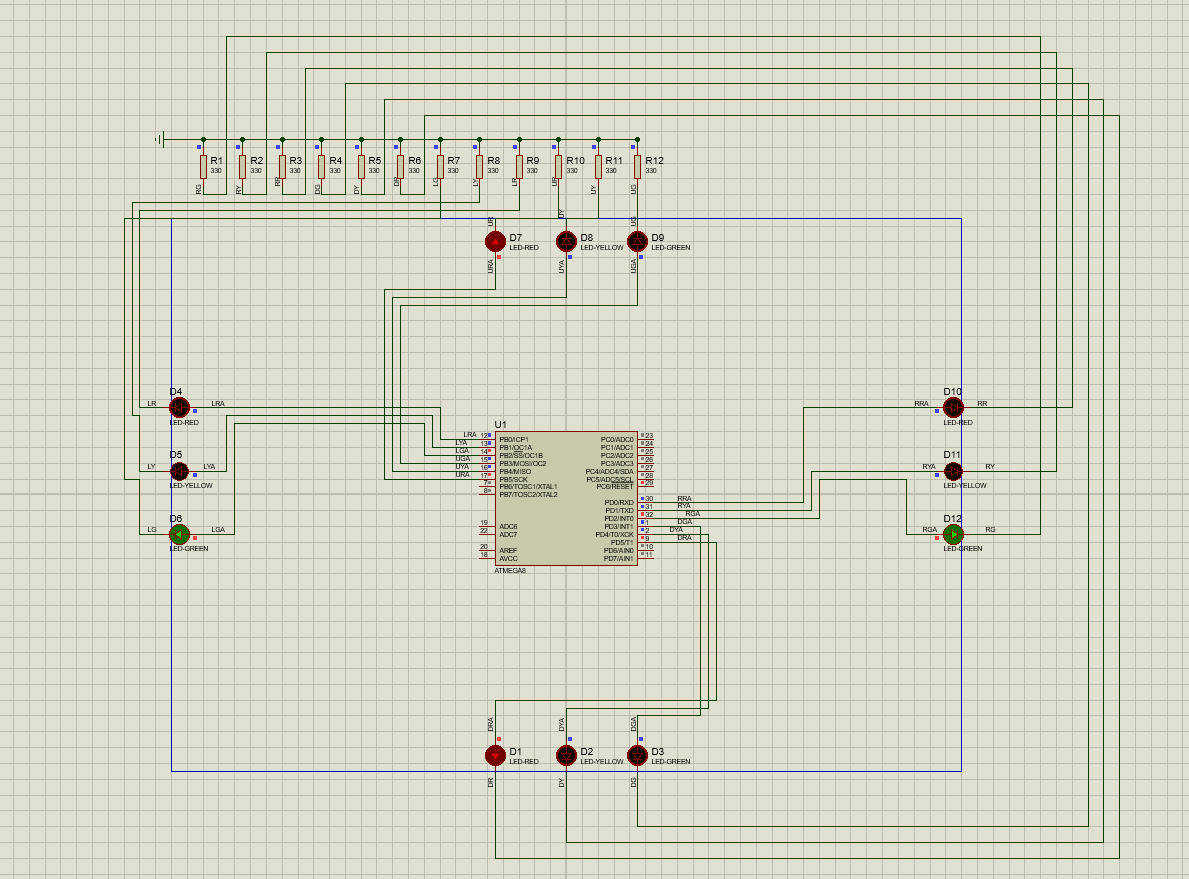 R1
330
R2
330
R3
330
R4
330
R5
330
R6
330
R7
330
R8
330
R9
330
R10
330
R11
330
R12
330
RG
RY
RR
DG
DY
DR
LG
LY
LR
UR
UY
UG
UR
UY
UG
D7
LED-RED
D8
LED-YELLOW
D9
LED-GREEN
URA
UYA
UGA
D4
LR
LRA
LED-RED
D10
RRA
RR
LED-RED
D5
LY
LYA
LED-YELLOW
D11
RYA
RY
LED-YELLOW
D6
LG
LGA
LED-GREEN
D12
RGA
RG
LED-GREEN
U1
LRA 12 PB0/ICP1
LYA 13 PB1/OC1A
LGA 14 PB2/SS/OC1B
UGA 15 PB3/MOSI/OC2
UYA 16 PB4/MISO
URA 17 PB5/SCK
7 PB6/TOSC1/XTAL1
8 PB7/TOSC2/XTAL2
19 ADC6
22 ADC7
20 AREF
18 AVCC
PC0/ADC0 23
PC1/ADC1 24
PC2/ADC2 25
PC3/ADC3 26
PC4/ADC4/SDA 27
PC5/ADC5/SCL 28
PC6/RESET 29
PD0/RXD 30 RRA
PD1/TXD 31 RYA
PD2/INT0 32 RGA
PD3/INT1 1 DGA
PD4/T0/XCK 2 DYA
PD5/T1 9 DRA
PD6/AIN0 10
PD7/AIN1 11
ATMEGA8
DRA
DYA
DGA
D1
LED-RED
D2
LED-YELLOW
D3
LED-GREEN
DR
DY
DG